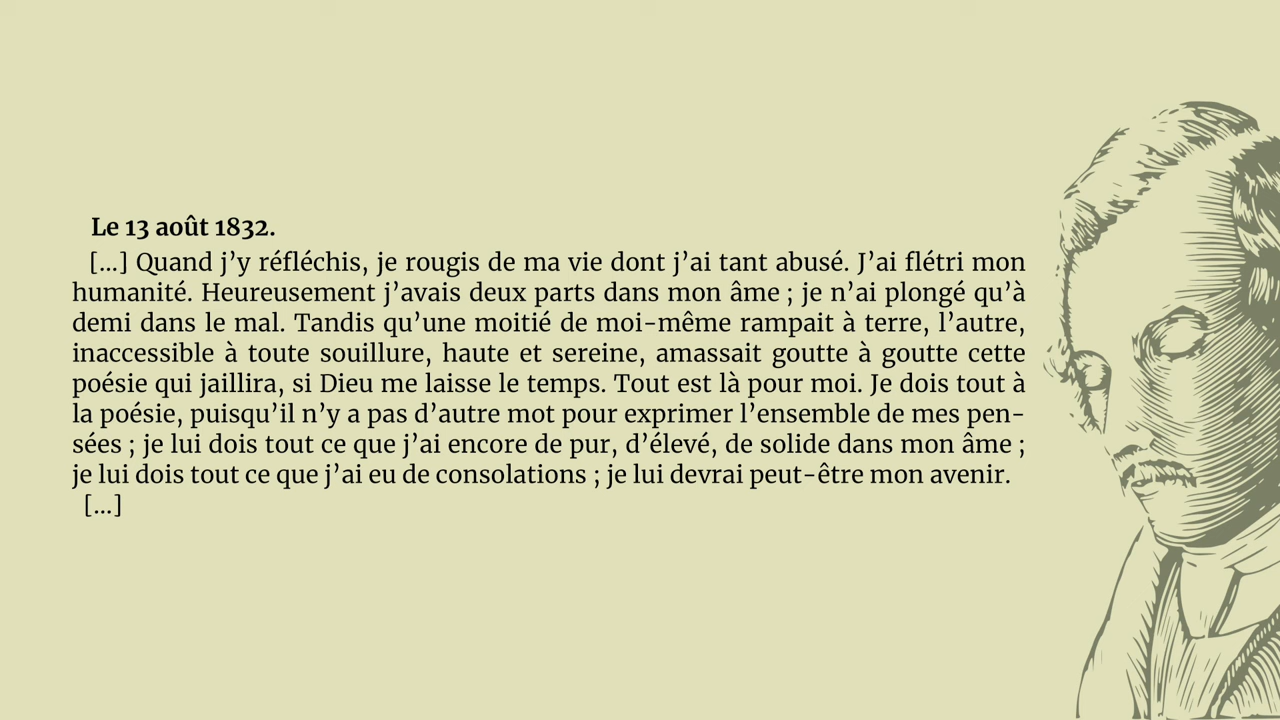 Le 13 août 1832.
[…] Quand j’y réfléchis, je rougis de ma vie dont j’ai tant abusé. J’ai flétri mon
humanité. Heureusement j’avais deux parts dans mon âme ; je n’ai plongé qu’à
demi dans le mal. Tandis qu’une moitié de moi-même rampait à terre, l’autre,
inaccessible à toute souillure, haute et sereine, amassait goutte à goutte cette
poésie qui jaillira, si Dieu me laisse le temps. Tout est là pour moi. Je dois tout à
la poésie, puisqu’il n’y a pas d’autre mot pour exprimer l’ensemble de mes pen-
sées ; je lui dois tout ce que j’ai encore de pur, d’élevé, de solide dans mon âme ;
je lui dois tout ce que j’ai eu de consolations ; je lui devrai peut-être mon avenir.
[…]